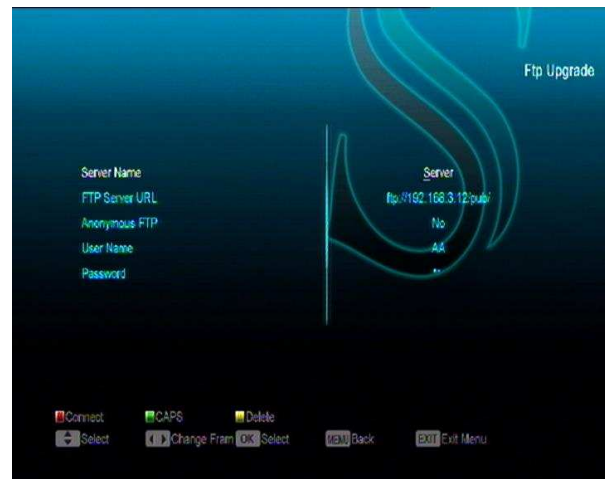 Ftp Upgrade
Server Name Server
FTP Server URL ftp://192.168.3.12/pub/
Anonymous FTP No
User Name AA
Password **
Connect CAPS Delete
Select Change Fram OK Select MENU Back EXIT Exit Menu